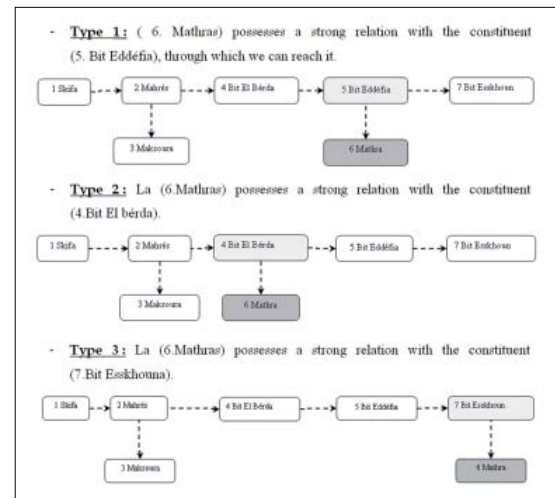 - Type 1: ( 6. Mathras) possesses a strong relation with the constituent
(5. Bit Eddéfia), through which we can reach it.
1 Skifa
2 Mahrés
4 Bit El Bérda
5 Bit Eddéfia
7 Bit Esskhoun
3 Maksoura
6 Mathra
- Type 2: La (6.Mathras) possesses a strong relation with the constituent
(4.Bit El bérda).
1 Skifa
2 Mahrés
4 Bit El Bérda
5 Bit Eddéfia
7 Bit Esskhoun
3 Maksoura
6 Mathra
- Type 3: La (6.Mathras) possesses a strong relation with the constituent
(7.Bit Esskhouna).
1 Skifa
2 Mahrés
4 Bit El Bérda
5 Bit Eddéfia
7 Bit Esskhoun
3 Maksoura
6 Mathra